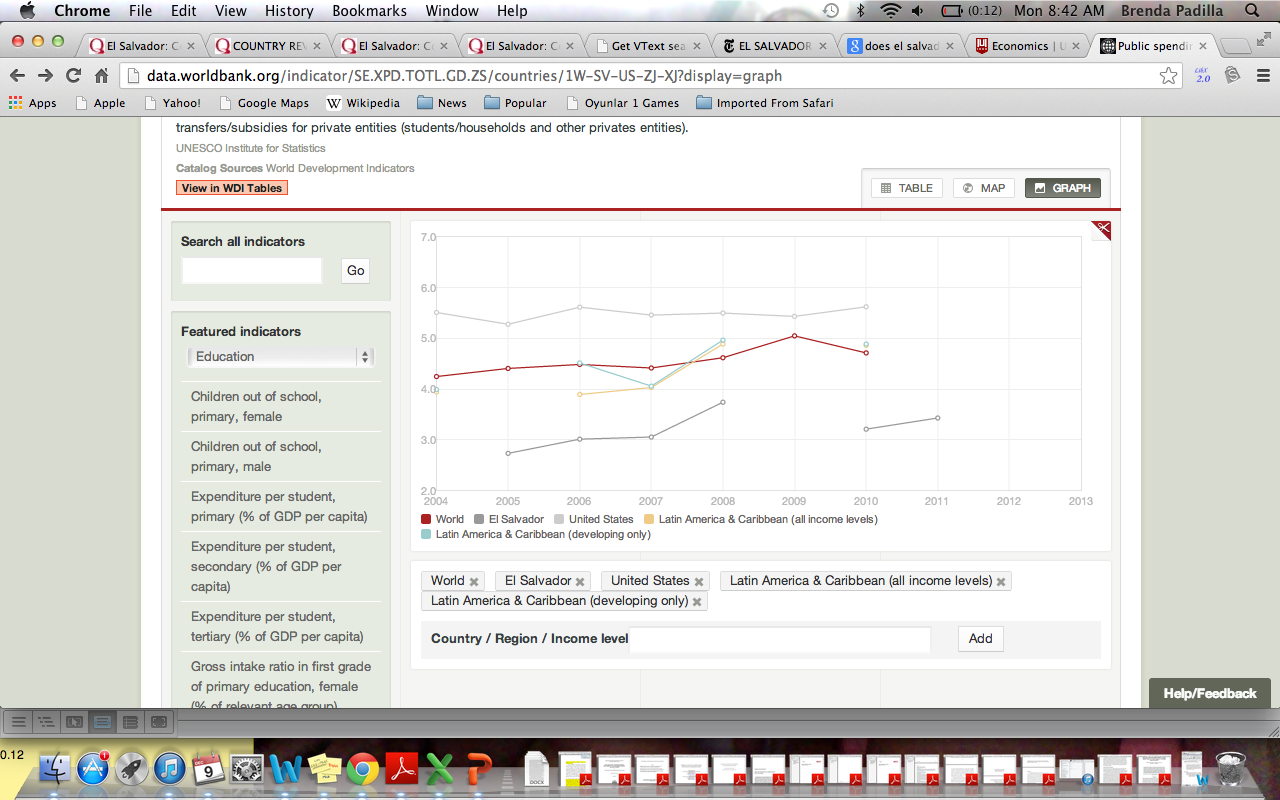 Chrome File Edit View History Bookmarks Window Help (0:12) Mon 8:42 AM Brenda Padilla
El Salvador: C COUNTRY REV El Salvador: C El Salvador: C Get VText sea EL SALVADOR does el salvad Economics | U Public spendin
data.worldbank.org/indicator/SE.XPD.TOTL.GD.ZS/countries/1W-SV-US-ZJ-XJ?display=graph
Apps Apple Yahoo! Google Maps Wikipedia News Popular Oyunlar 1 Games Imported From Safari
transfers/subsidies for private entities (students/households and other privates entities).
UNESCO Institute for Statistics
Catalog Sources World Development Indicators
View in WDI Tables
TABLE MAP GRAPH
Search all indicators
Go
Featured indicators
Education
Children out of school,
primary, female
Children out of school,
primary, male
Expenditure per student,
primary (% of GDP per capita)
Expenditure per student,
secondary (% of GDP per
capita)
Expenditure per student,
tertiary (% of GDP per capita)
Gross intake ratio in first grade
of primary education, female
(% of relevant age group)
7.0
6.0
5.0
4.0
3.0
2.0
2004 2005 2006 2007 2008 2009 2010 2011 2012 2013
World El Salvador United States Latin America & Caribbean (all income levels)
Latin America & Caribbean (developing only)
World El Salvador United States Latin America & Caribbean (all income levels)
Latin America & Caribbean (developing only)
Country / Region / Income level Add
Help/Feedback
0.12
DEC
9
DOCX